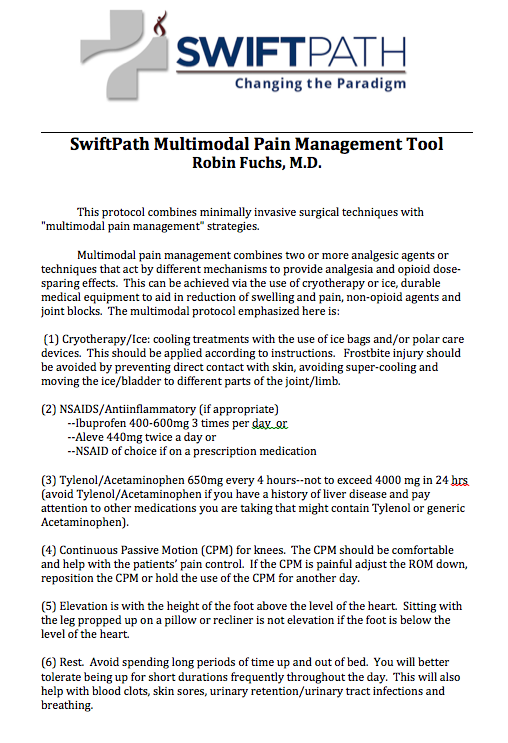 SWIFTPATH
Changing the Paradigm
SwiftPath Multimodal Pain Management Tool
Robin Fuchs, M.D.
This protocol combines minimally invasive surgical techniques with
"multimodal pain management" strategies.
Multimodal pain management combines two or more analgesic agents or
techniques that act by different mechanisms to provide analgesia and opioid dose-
sparing effects.  This can be achieved via the use of cryotherapy or ice, durable
medical equipment to aid in reduction of swelling and pain, non-opioid agents and
joint blocks.  The multimodal protocol emphasized here is:
(1) Cryotherapy/Ice: cooling treatments with the use of ice bags and/or polar care
devices.  This should be applied according to instructions.   Frostbite injury should
be avoided by preventing direct contact with skin, avoiding super-cooling and
moving the ice/bladder to different parts of the joint/limb.
(2) NSAIDS/Antiinflammatory (if appropriate)
--Ibuprofen 400-600mg 3 times per day or
--Aleve 440mg twice a day or
--NSAID of choice if on a prescription medication
(3) Tylenol/Acetaminophen 650mg every 4 hours--not to exceed 4000 mg in 24 hrs
(avoid Tylenol/Acetaminophen if you have a history of liver disease and pay
attention to other medications you are taking that might contain Tylenol or generic
Acetaminophen).
(4) Continuous Passive Motion (CPM) for knees.  The CPM should be comfortable
and help with the patients' pain control.  If the CPM is painful adjust the ROM down,
reposition the CPM or hold the use of the CPM for another day.
(5) Elevation is with the height of the foot above the level of the heart.  Sitting with
the leg propped up on a pillow or recliner is not elevation if the foot is below the
level of the heart.
(6) Rest.  Avoid spending long periods of time up and out of bed.  You will better
tolerate being up for short durations frequently throughout the day.  This will also
help with blood clots, skin sores, urinary retention/urinary tract infections and
breathing.